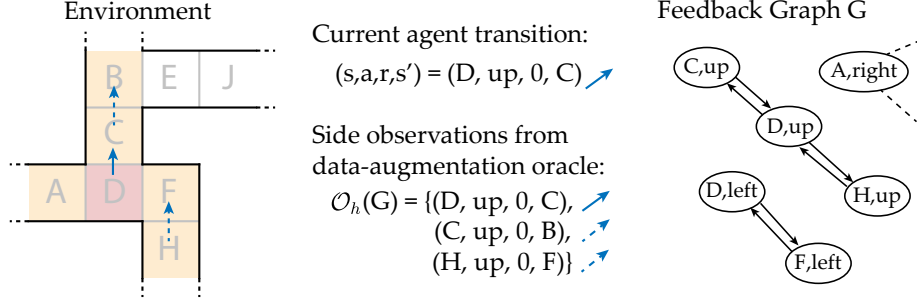 Environment
B
E
J
C
A
D
F
H
Current agent transition:
(s,a,r,s') = (D, up, 0, C)
Side observations from
data-augmentation oracle:
𝒪ₕ(G) = {(D, up, 0, C),
(C, up, 0, B),
(H, up, 0, F)}
Feedback Graph G
C,up
A,right
D,up
D,left
H,up
F,left